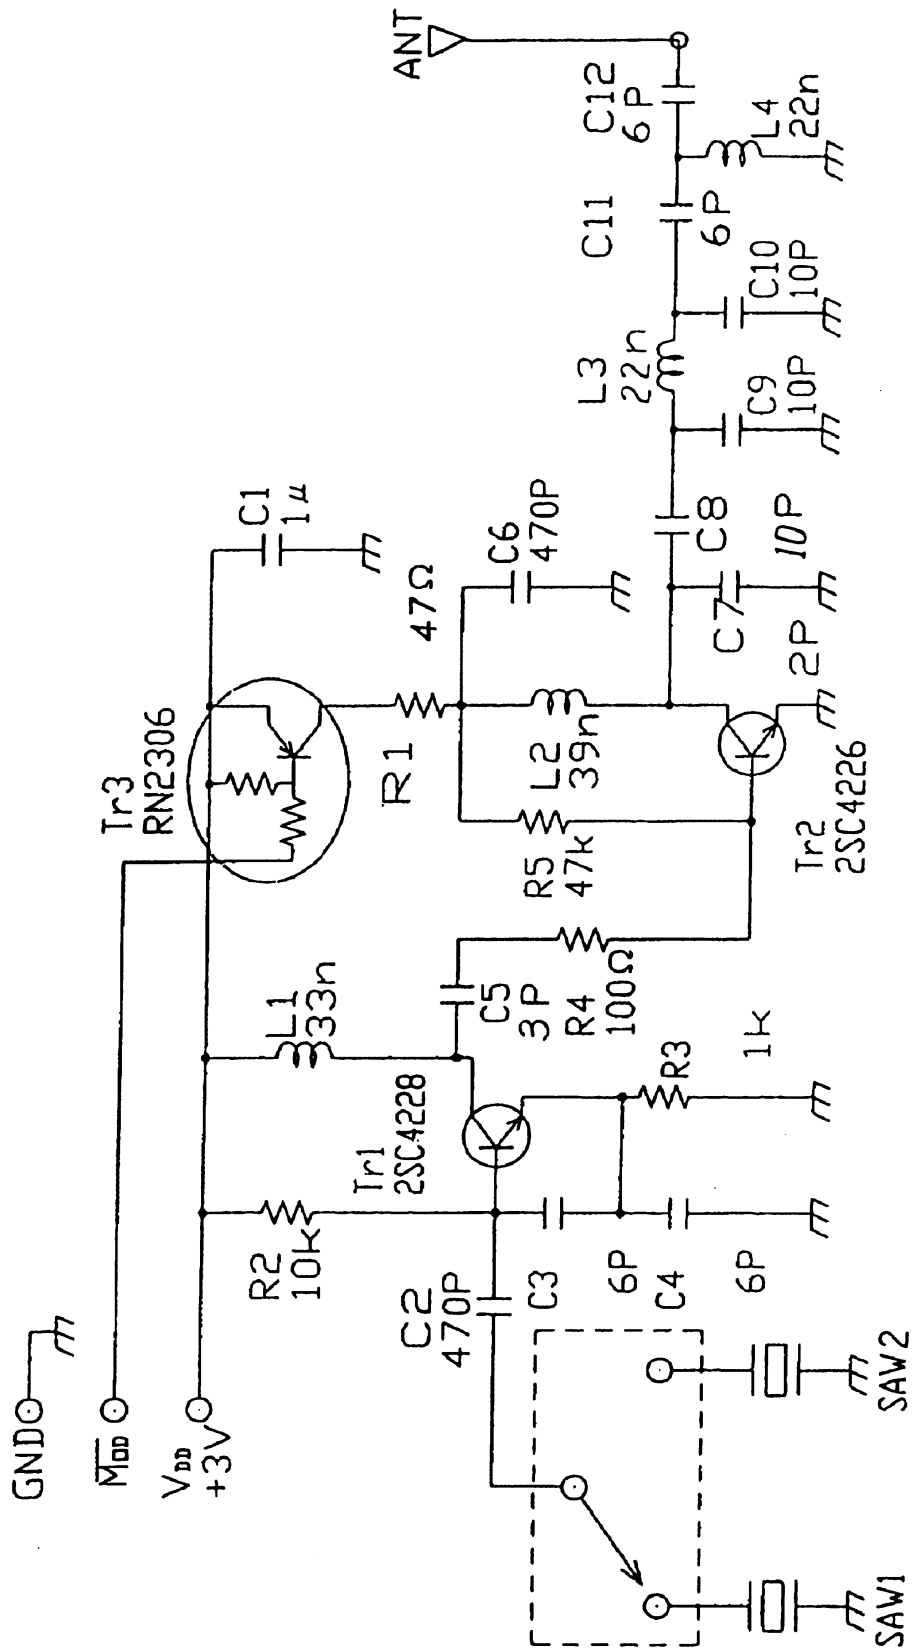 GND
MOD
VDD
+3V
R2
10k
C2
470P
SAW1
SAW2
C3
6P
C4
6P
Tr1
2SC4228
L1
33n
C5
3P
R4
100Ω
R3
1k
Tr3
RN2306
R1
47Ω
R5
47k
L2
39n
Tr2
2SC4226
C1
1µ
C6
470P
C7
2P
C8
10P
L3
22n
C9
10P
C10
10P
C11
6P
C12
6P
L4
22n
ANT